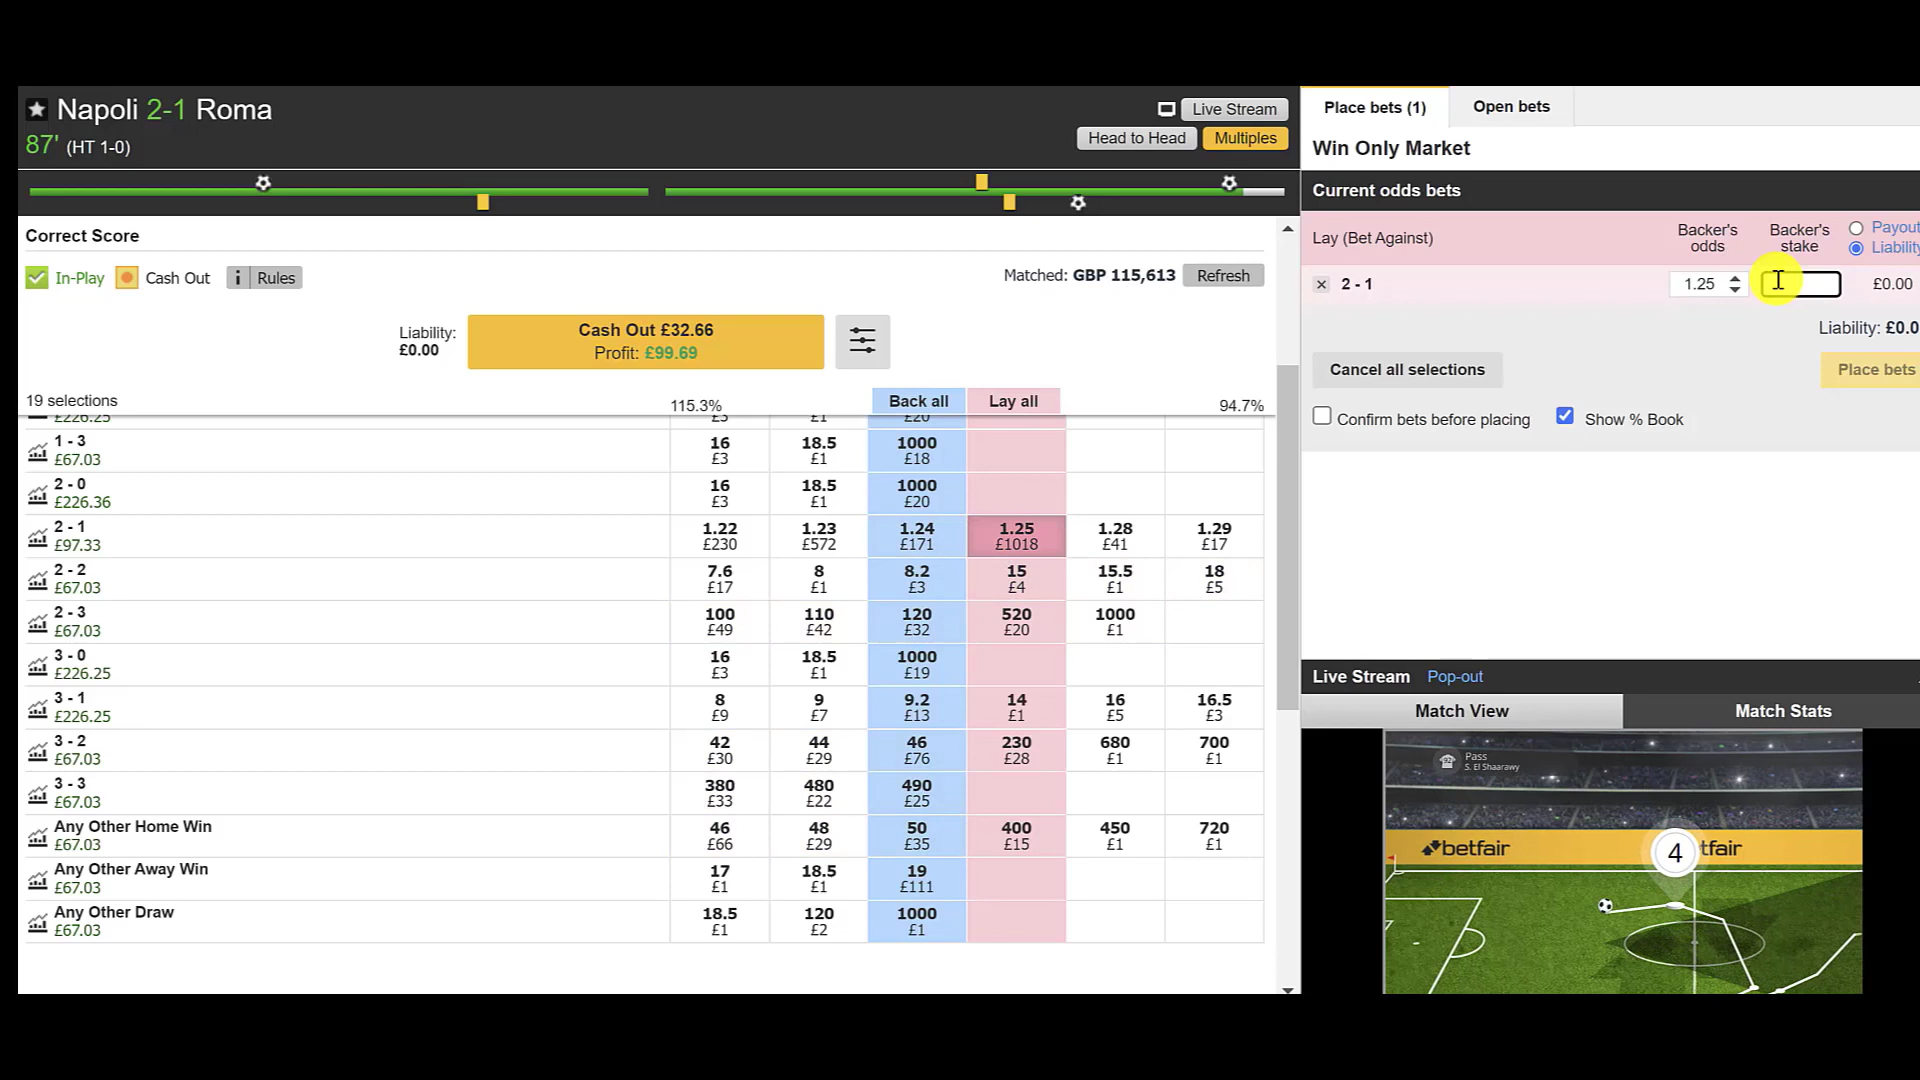 Napoli 2-1 Roma
Live Stream
87' (HT 1-0)
Head to Head
Multiples
Correct Score
In-Play
Cash Out
i Rules
Matched: GBP 115,613
Refresh
Liability:
£0.00
Cash Out £32.66
Profit: £99.69
19 selections
115.3%
Back all
Lay all
94.7%
£226.25 £3 £1 £20
1 - 3 16 18.5 1000
£67.03 £3 £1 £18
2 - 0 16 18.5 1000
£226.36 £3 £1 £20
2 - 1 1.22 1.23 1.24 1.25 1.28 1.29
£97.33 £230 £572 £171 £1018 £41 £17
2 - 2 7.6 8 8.2 15 15.5 18
£67.03 £17 £1 £3 £4 £1 £5
2 - 3 100 110 120 520 1000
£67.03 £49 £42 £32 £20 £1
3 - 0 16 18.5 1000
£226.25 £3 £1 £19
3 - 1 8 9 9.2 14 16 16.5
£226.25 £9 £7 £13 £1 £5 £3
3 - 2 42 44 46 230 680 700
£67.03 £30 £29 £76 £28 £1 £1
3 - 3 380 480 490
£67.03 £33 £22 £25
Any Other Home Win 46 48 50 400 450 720
£67.03 £66 £29 £35 £15 £1 £1
Any Other Away Win 17 18.5 19
£67.03 £1 £1 £111
Any Other Draw 18.5 120 1000
£67.03 £1 £2 £1
Place bets (1)
Open bets
Win Only Market
Current odds bets
Lay (Bet Against)
Backer's
odds
Backer's
stake
Payout
Liability
2 - 1 1.25 £0.00
Liability: £0.0
Cancel all selections
Place bets
Confirm bets before placing
Show % Book
Live Stream Pop-out
Match View
Match Stats
Pass
S. El Shaarawy
betfair
tfair
4